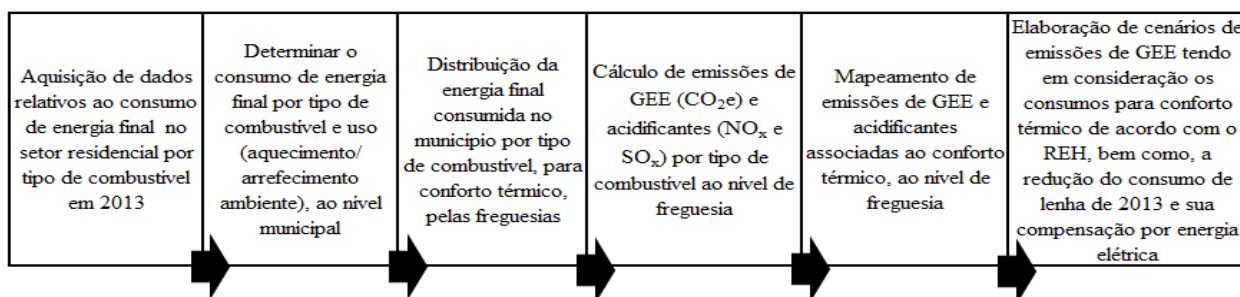 Aquisição de dados
relativos ao consumo
de energia final no
setor residencial por
tipo de combustível
em 2013
Determinar o
consumo de energia
final por tipo de
combustível e uso
(aquecimento/
arrefecimento
ambiente), ao nível
municipal
Distribuição da
energia final
consumida no
município por tipo
de combustível, para
conforto térmico,
pelas freguesias
Cálculo de emissões de
GEE (CO₂e) e
acidificantes (NOₓ e
SOₓ) por tipo de
combustível ao nível de
freguesia
Mapeamento de
emissões de GEE e
acidificantes
associadas ao conforto
térmico, ao nível de
freguesia
Elaboração de cenários de
emissões de GEE tendo
em consideração os
consumos para conforto
térmico de acordo com o
REH, bem como, a
redução do consumo de
lenha de 2013 e sua
compensação por energia
elétrica